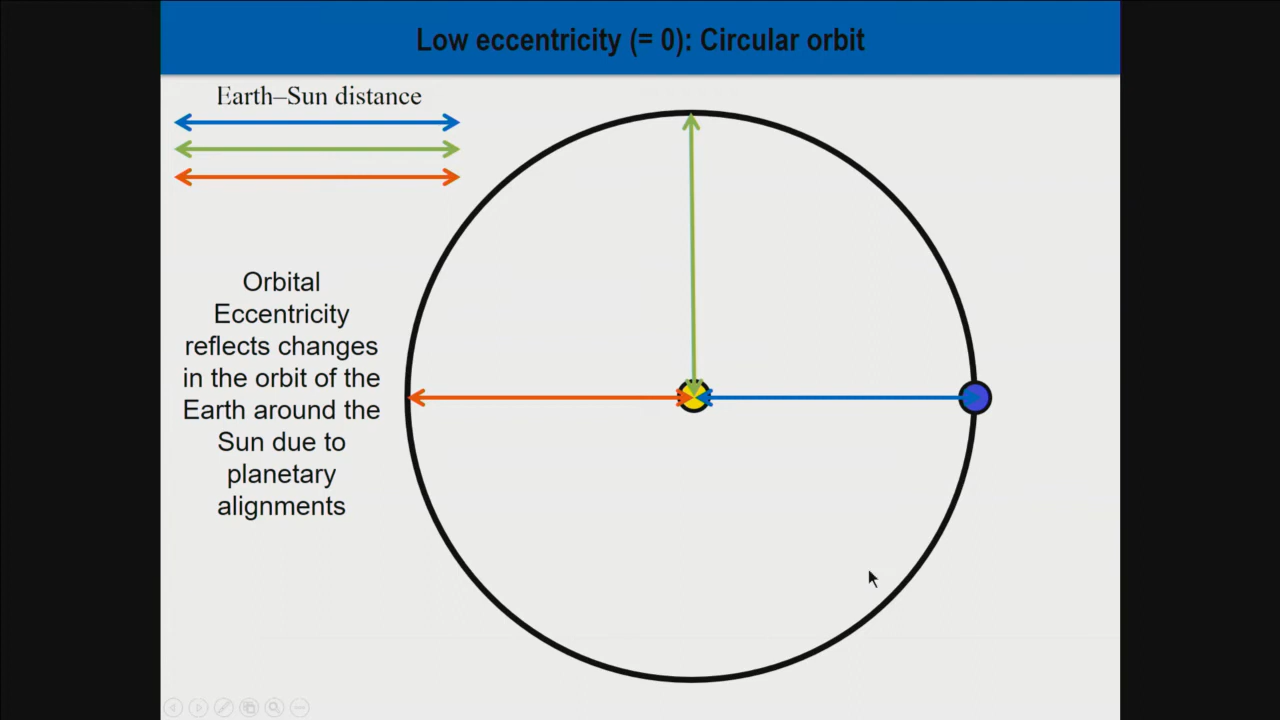 Low eccentricity (= 0): Circular orbit
Earth–Sun distance
Orbital
Eccentricity
reflects changes
in the orbit of the
Earth around the
Sun due to
planetary
alignments